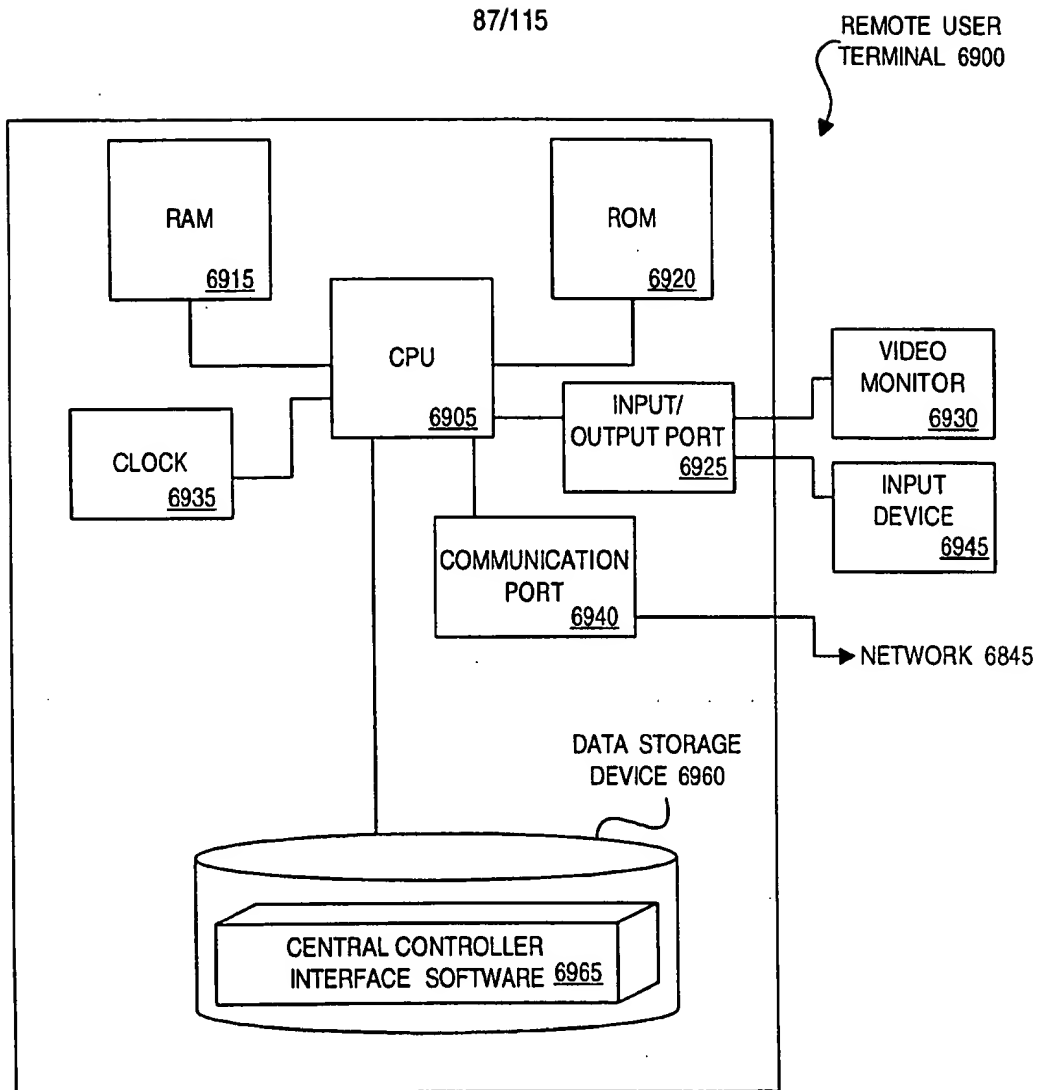 87/115
REMOTE USER
TERMINAL 6900
RAM
6915
ROM
6920
CPU
6905
CLOCK
6935
INPUT/
OUTPUT PORT
6925
VIDEO
MONITOR
6930
INPUT
DEVICE
6945
COMMUNICATION
PORT
6940
NETWORK 6845
DATA STORAGE
DEVICE 6960
CENTRAL CONTROLLER
INTERFACE SOFTWARE 6965